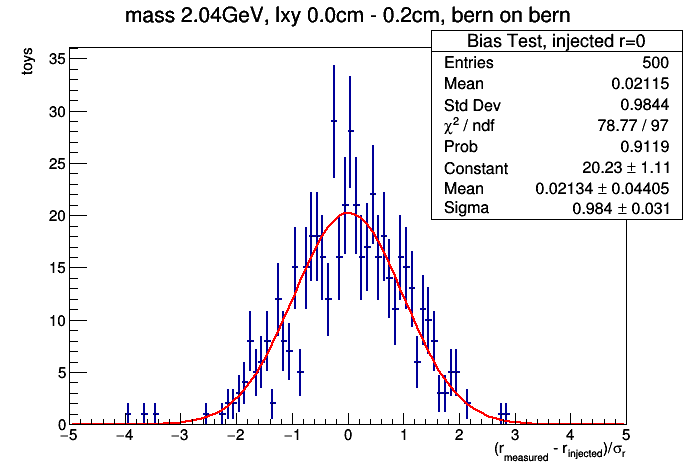 mass 2.04GeV, lxy 0.0cm - 0.2cm, bern on bern
Bias Test, injected r=0
Entries 500
Mean 0.02115
Std Dev 0.9844
χ² / ndf 78.77 / 97
Prob 0.9119
Constant 20.23 ± 1.11
Mean 0.02134 ± 0.04405
Sigma 0.984 ± 0.031
toys
35
30
25
20
15
10
5
0
−5 −4 −3 −2 −1 0 1 2 3 4 5
(r_measured - r_injected)/σ_r